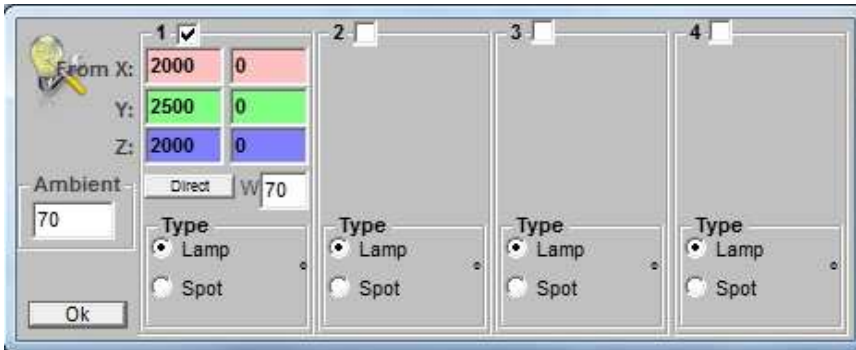 1 2 3 4
From X: 2000 0
Y: 2500 0
Z: 2000 0
Ambient Direct W 70
70
Type Type Type Type
Lamp Lamp Lamp Lamp
° ° ° °
Spot Spot Spot Spot
Ok